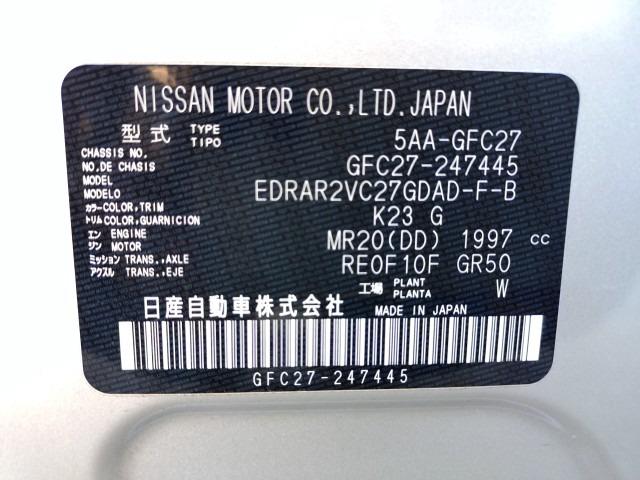 NISSAN MOTOR CO.,LTD.JAPAN
型式 TYPE TIPO 5AA-GFC27
CHASSIS NO. NO.DE CHASSIS GFC27-247445
MODEL MODELO EDRAR2VC27GDAD-F-B
カラー COLOR,TRIM トリム COLOR,GUARNICION K23 G
エンジン ENGINE MOTOR MR20(DD) 1997 cc
ミッション TRANS.,AXLE アクスル TRANS.,EJE RE0F10F GR50
工場 PLANT PLANTA W
日産自動車株式会社 MADE IN JAPAN
GFC27-247445